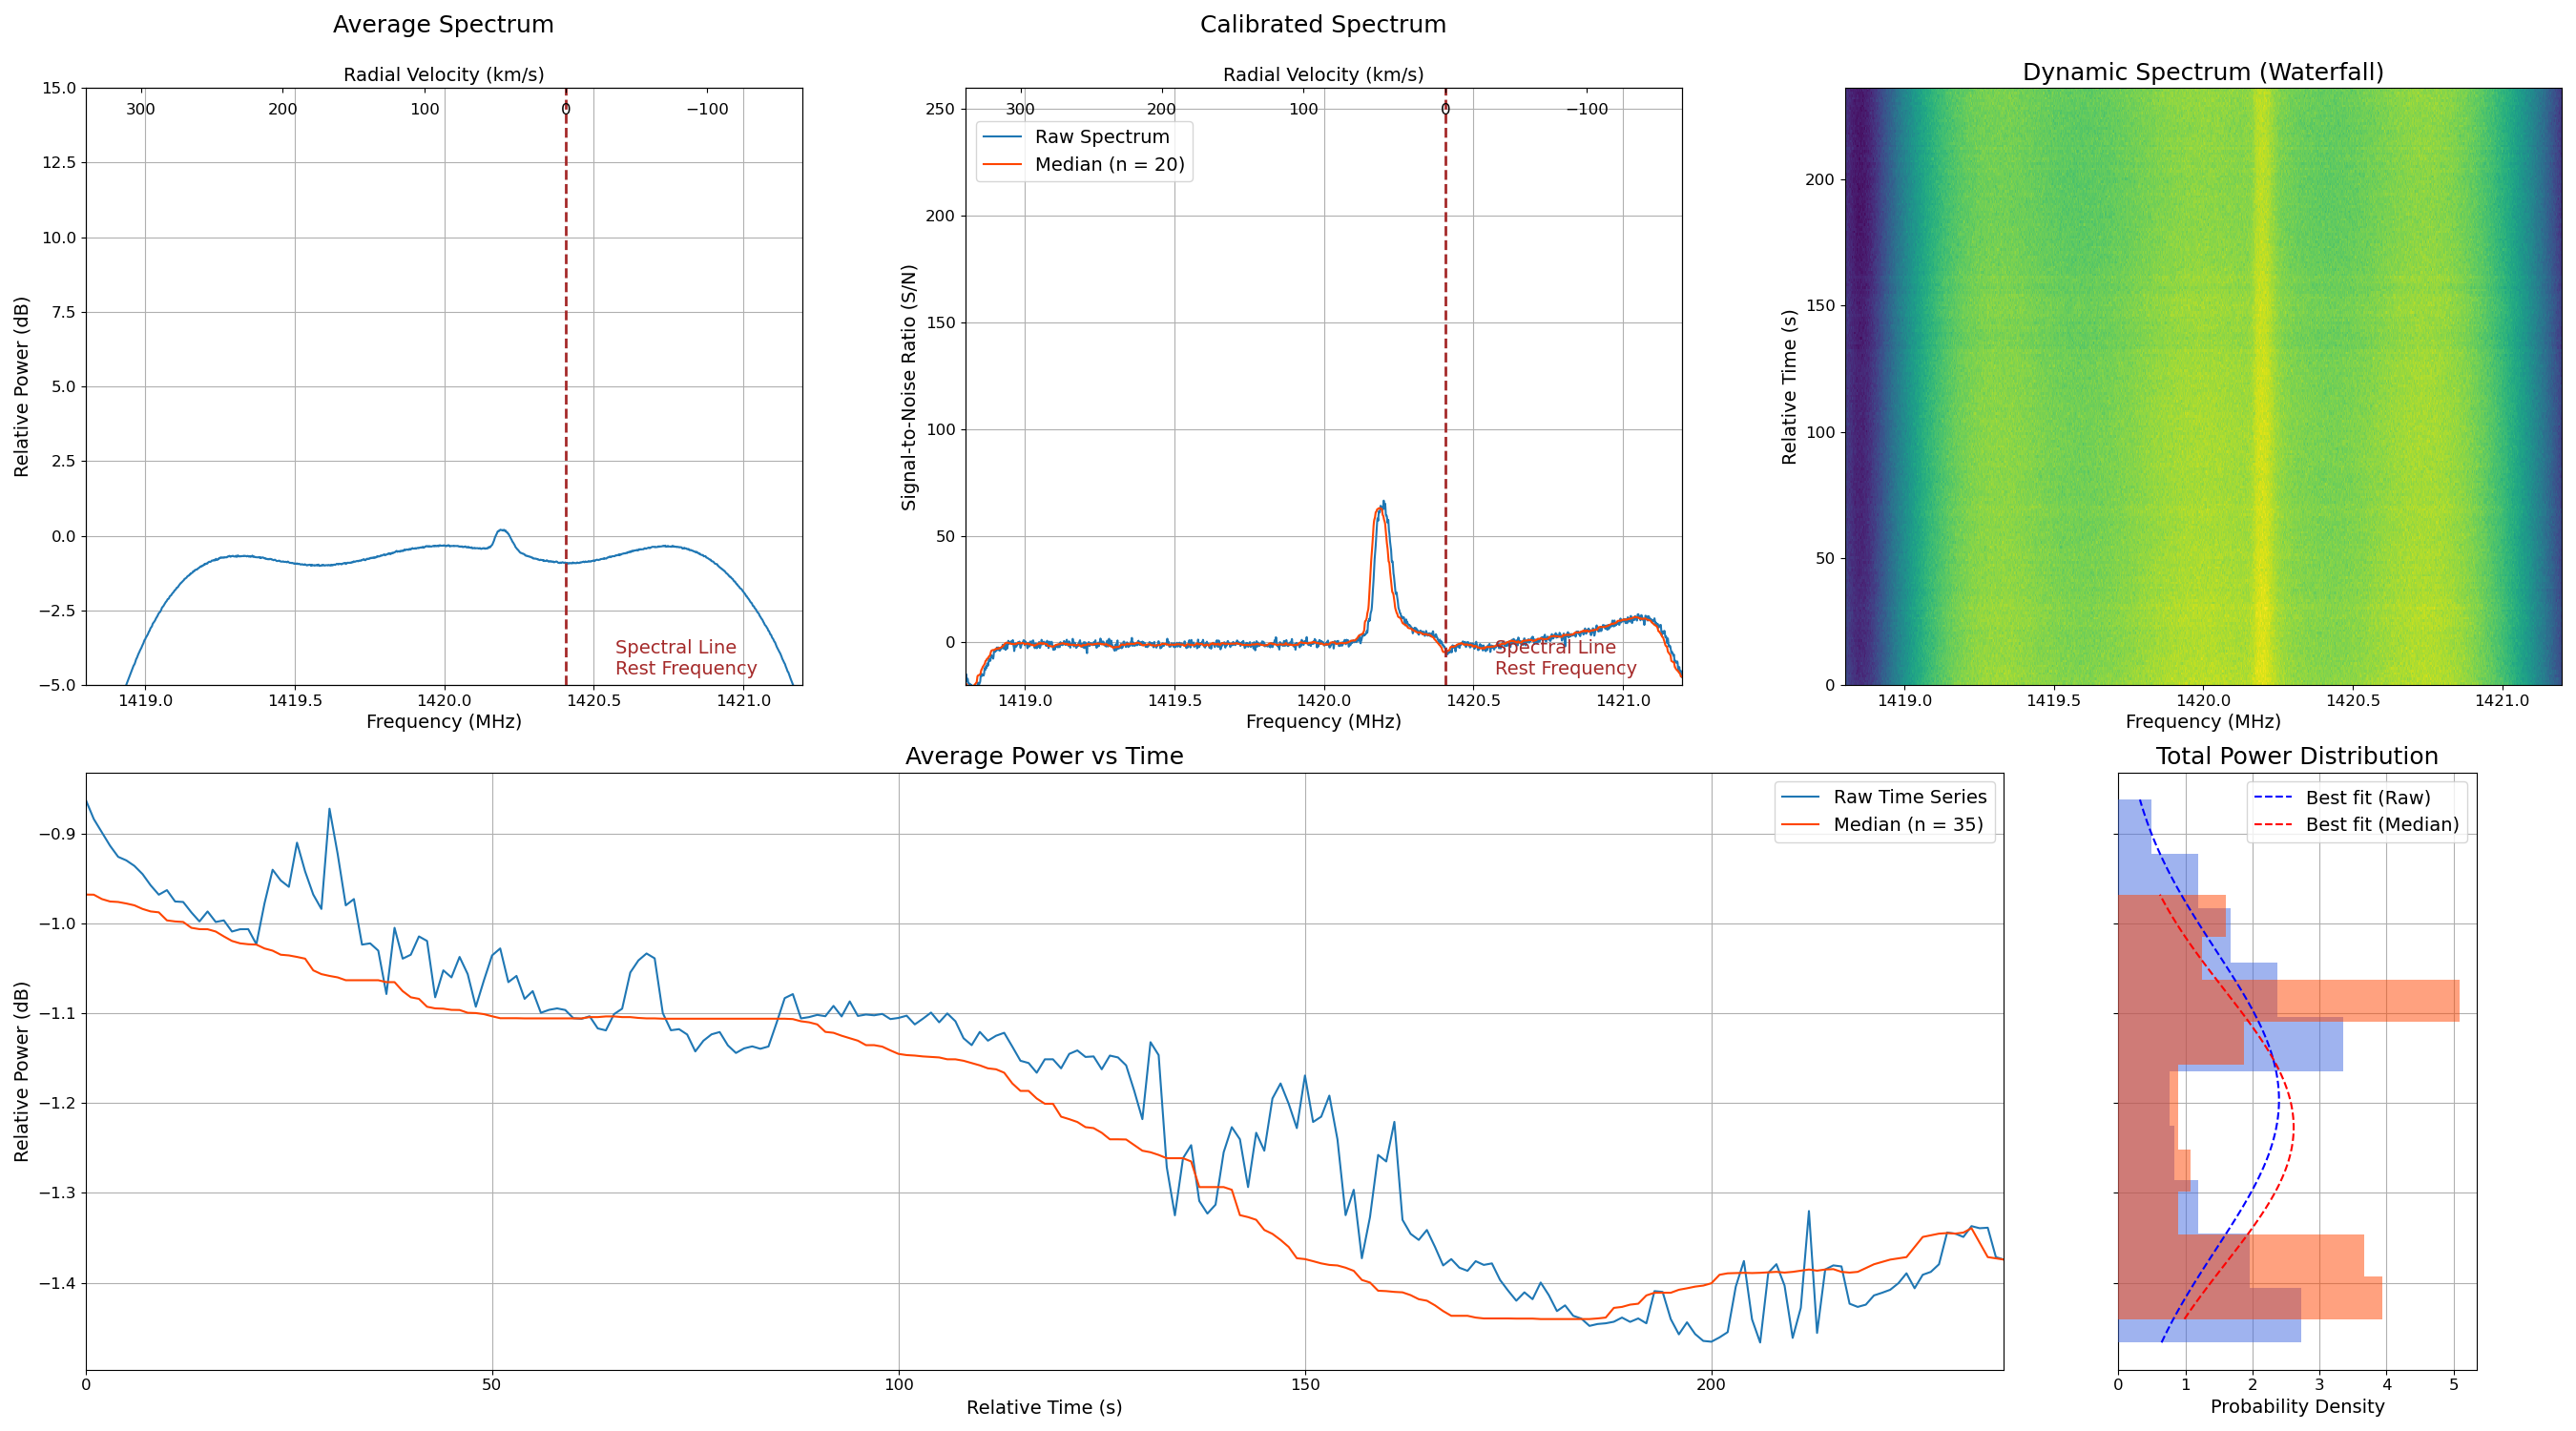 Average Spectrum
Radial Velocity (km/s)
300 200 100 0 −100
15.0
12.5
10.0
7.5
5.0
2.5
0.0
−2.5
−5.0
Relative Power (dB)
Spectral Line
Rest Frequency
1419.0 1419.5 1420.0 1420.5 1421.0
Frequency (MHz)
Calibrated Spectrum
Radial Velocity (km/s)
300 200 100 0 −100
Raw Spectrum
Median (n = 20)
250
200
150
100
50
0
Signal-to-Noise Ratio (S/N)
Spectral Line
Rest Frequency
1419.0 1419.5 1420.0 1420.5 1421.0
Frequency (MHz)
Dynamic Spectrum (Waterfall)
200
150
100
50
0
Relative Time (s)
1419.0 1419.5 1420.0 1420.5 1421.0
Frequency (MHz)
Average Power vs Time
Raw Time Series
Median (n = 35)
−0.9
−1.0
−1.1
−1.2
−1.3
−1.4
Relative Power (dB)
0 50 100 150 200
Relative Time (s)
Total Power Distribution
Best fit (Raw)
Best fit (Median)
0 1 2 3 4 5
Probability Density